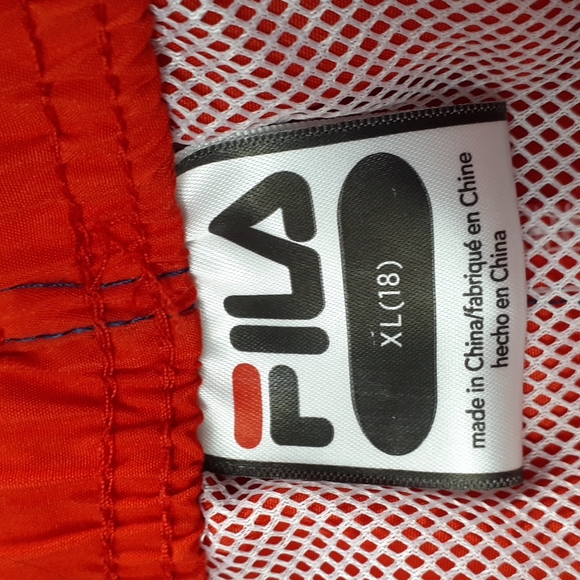 FILA
XL(18)
made in China/fabriqué en Chine
hecho en China